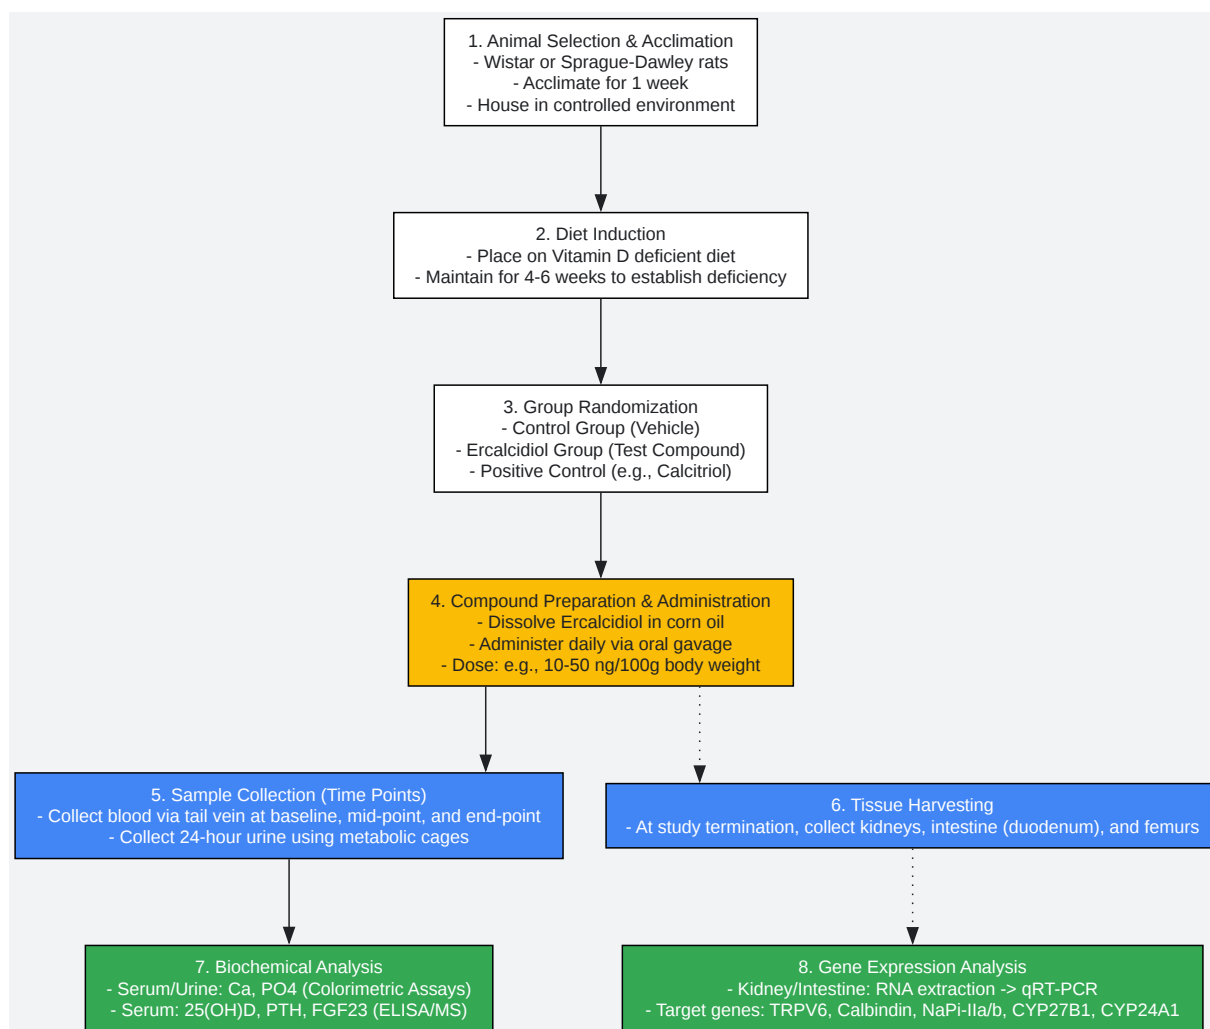 1. Animal Selection & Acclimation
- Wistar or Sprague-Dawley rats
- Acclimate for 1 week
- House in controlled environment
2. Diet Induction
- Place on Vitamin D deficient diet
- Maintain for 4-6 weeks to establish deficiency
3. Group Randomization
- Control Group (Vehicle)
- Ercalcidiol Group (Test Compound)
- Positive Control (e.g., Calcitriol)
4. Compound Preparation & Administration
- Dissolve Ercalcidiol in corn oil
- Administer daily via oral gavage
- Dose: e.g., 10-50 ng/100g body weight
5. Sample Collection (Time Points)
- Collect blood via tail vein at baseline, mid-point, and end-point
- Collect 24-hour urine using metabolic cages
6. Tissue Harvesting
- At study termination, collect kidneys, intestine (duodenum), and femurs
7. Biochemical Analysis
- Serum/Urine: Ca, PO4 (Colorimetric Assays)
- Serum: 25(OH)D, PTH, FGF23 (ELISA/MS)
8. Gene Expression Analysis
- Kidney/Intestine: RNA extraction -> qRT-PCR
- Target genes: TRPV6, Calbindin, NaPi-IIa/b, CYP27B1, CYP24A1